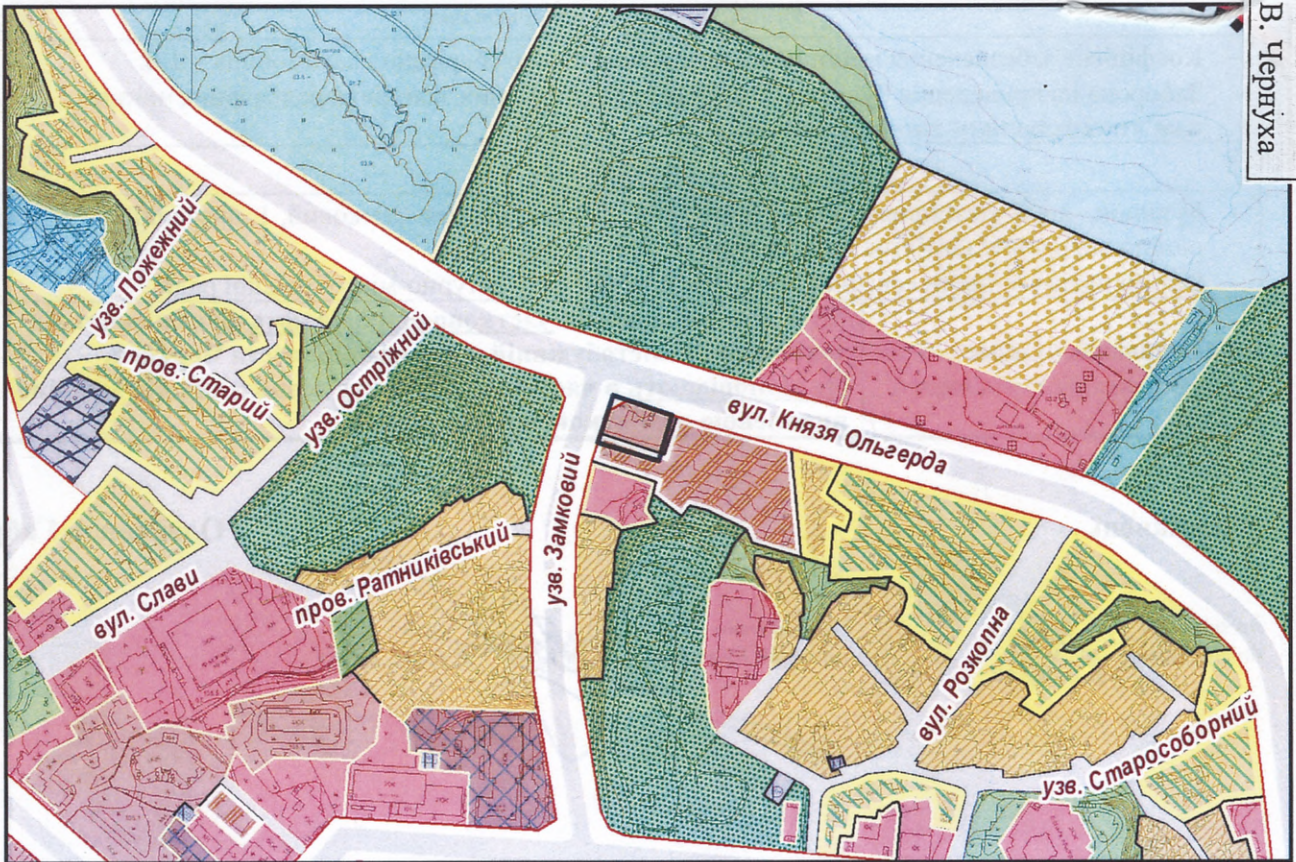 В. Чернуха
узв. Пожежний
пров. Старий
узв. Остріжний
вул. Князя Ольгерда
узв. Замковий
пров. Ратниківський
вул. Слави
вул. Розкопна
узв. Старособорний